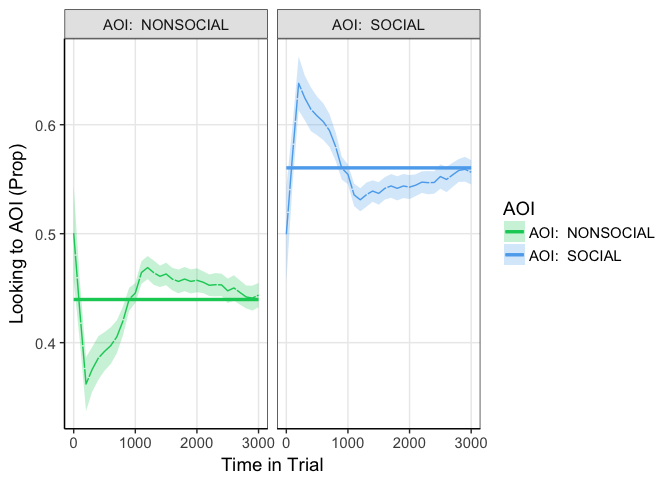 AOI:  NONSOCIAL
AOI:  SOCIAL
Looking to AOI (Prop)
0.6
0.5
0.4
0
1000
2000
3000
0
1000
2000
3000
Time in Trial
AOI
AOI:  NONSOCIAL
AOI:  SOCIAL